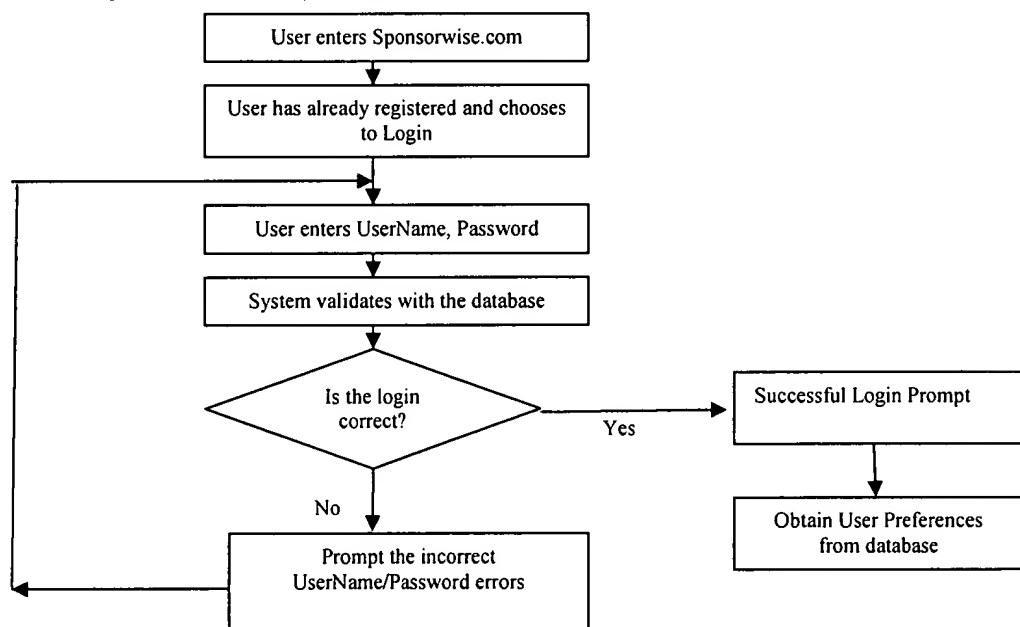 User enters Sponsorwise.com
User has already registered and chooses
to Login
User enters UserName, Password
System validates with the database
Is the login
correct?
Yes
Successful Login Prompt
No
Obtain User Preferences
from database
Prompt the incorrect
UserName/Password errors